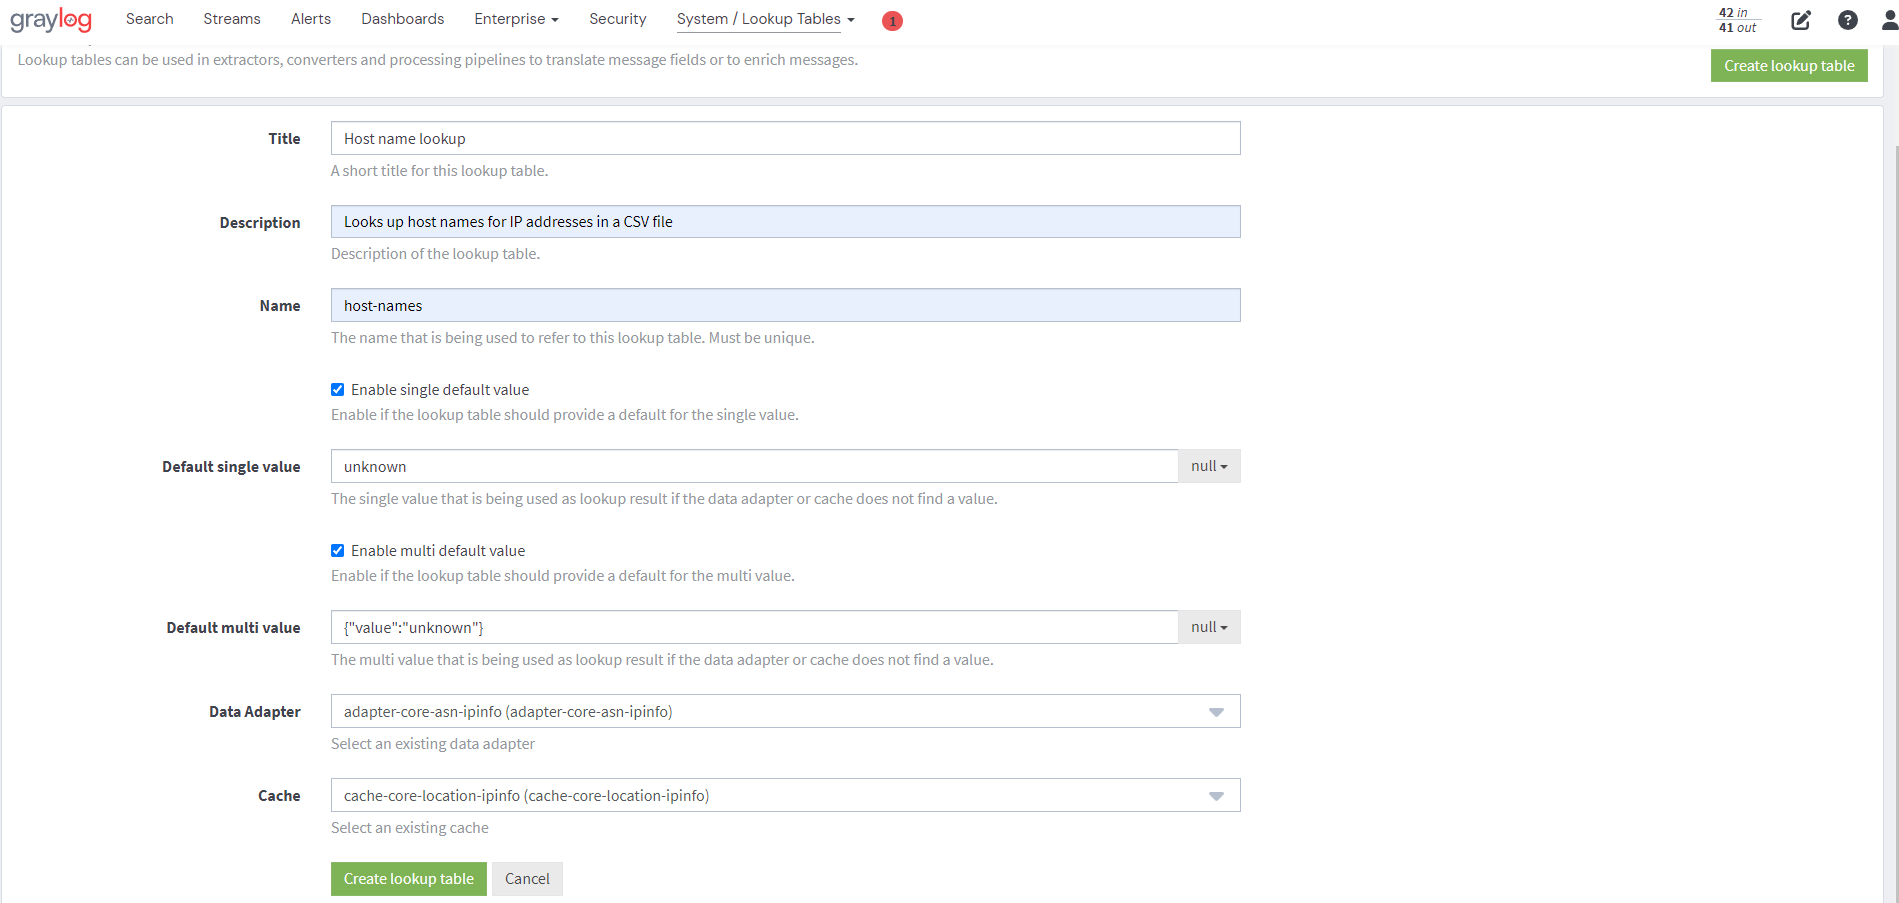 graylog Search Streams Alerts Dashboards Enterprise Security System / Lookup Tables 1 42 in
41 out
?
Lookup tables can be used in extractors, converters and processing pipelines to translate message fields or to enrich messages.
Create lookup table
Title Host name lookup
A short title for this lookup table.
Description Looks up host names for IP addresses in a CSV file
Description of the lookup table.
Name host-names
The name that is being used to refer to this lookup table. Must be unique.
Enable single default value
Enable if the lookup table should provide a default for the single value.
Default single value unknown null
The single value that is being used as lookup result if the data adapter or cache does not find a value.
Enable multi default value
Enable if the lookup table should provide a default for the multi value.
Default multi value {"value":"unknown"} null
The multi value that is being used as lookup result if the data adapter or cache does not find a value.
Data Adapter adapter-core-asn-ipinfo (adapter-core-asn-ipinfo)
Select an existing data adapter
Cache cache-core-location-ipinfo (cache-core-location-ipinfo)
Select an existing cache
Create lookup table Cancel